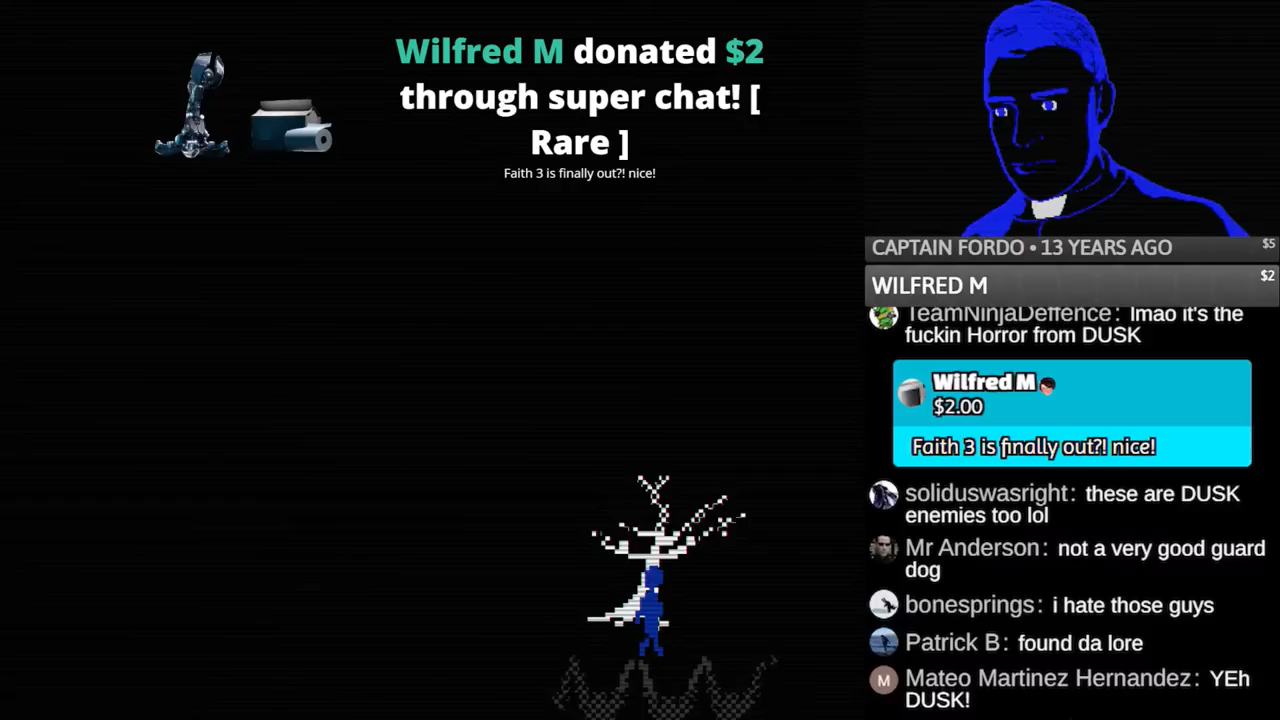 Wilfred M donated $2
through super chat! [
Rare ]
Faith 3 is finally out?! nice!
CAPTAIN FORDO • 13 YEARS AGO $5
WILFRED M $2
TeamNinjaDeffence: lmao it's the
fuckin Horror from DUSK
Wilfred M
$2.00
Faith 3 is finally out?! nice!
soliduswasright: these are DUSK
enemies too lol
Mr Anderson: not a very good guard
dog
bonesprings: i hate those guys
Patrick B: found da lore
M Mateo Martinez Hernandez: YEh
DUSK!